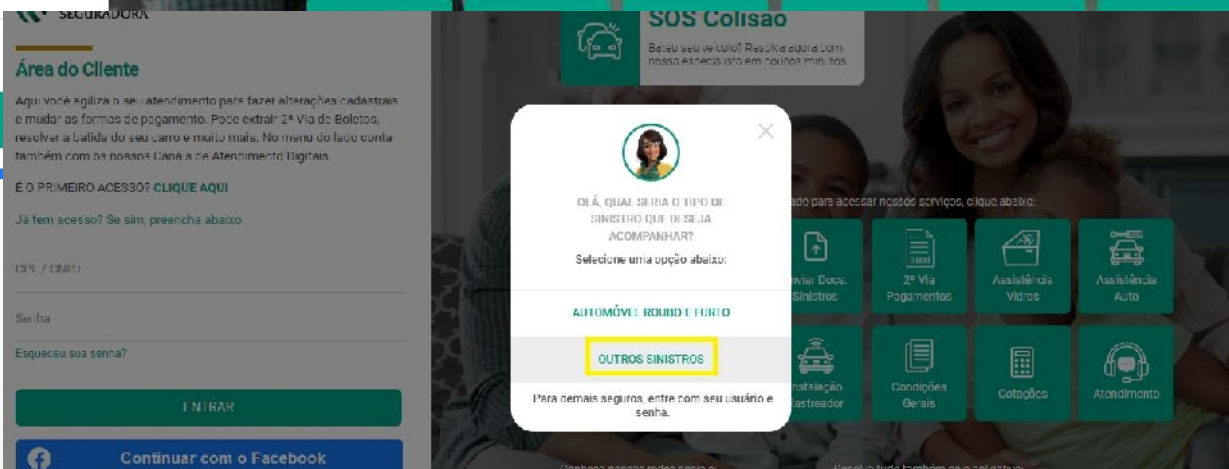 SEGURADORA
Área do Cliente
Aqui você agiliza o seu atendimento para fazer alterações cadastrais
e mudar as formas de pagamento. Pode extrair 2ª Via de Boletos,
resolver a batida do seu carro e muito mais. No menu do lado conta
também com os nossos Canais de Atendimento Digitais.
É O PRIMEIRO ACESSO? CLIQUE AQUI
Já tem acesso? Se sim, preencha abaixo
CPF / CNPJ
Senha
Esqueceu sua senha?
ENTRAR
Continuar com o Facebook
SOS Colisão
Bateu seu veículo? Resolva agora com
nossa especialista em poucos minutos
OLÁ, QUAL SERIA O TIPO DE
SINISTRO QUE DESEJA
ACOMPANHAR?
Selecione uma opção abaixo:
AUTOMÓVEL ROUBO E FURTO
OUTROS SINISTROS
Para demais seguros, entre com seu usuário e
senha.
para acessar nossos serviços, clique abaixo:
Enviar Docs.
Sinistros
2ª Via
Pagamentos
Assistência
Vidros
Assistência
Auto
Instalação
Rastreador
Condições
Gerais
Cotações
Atendimento